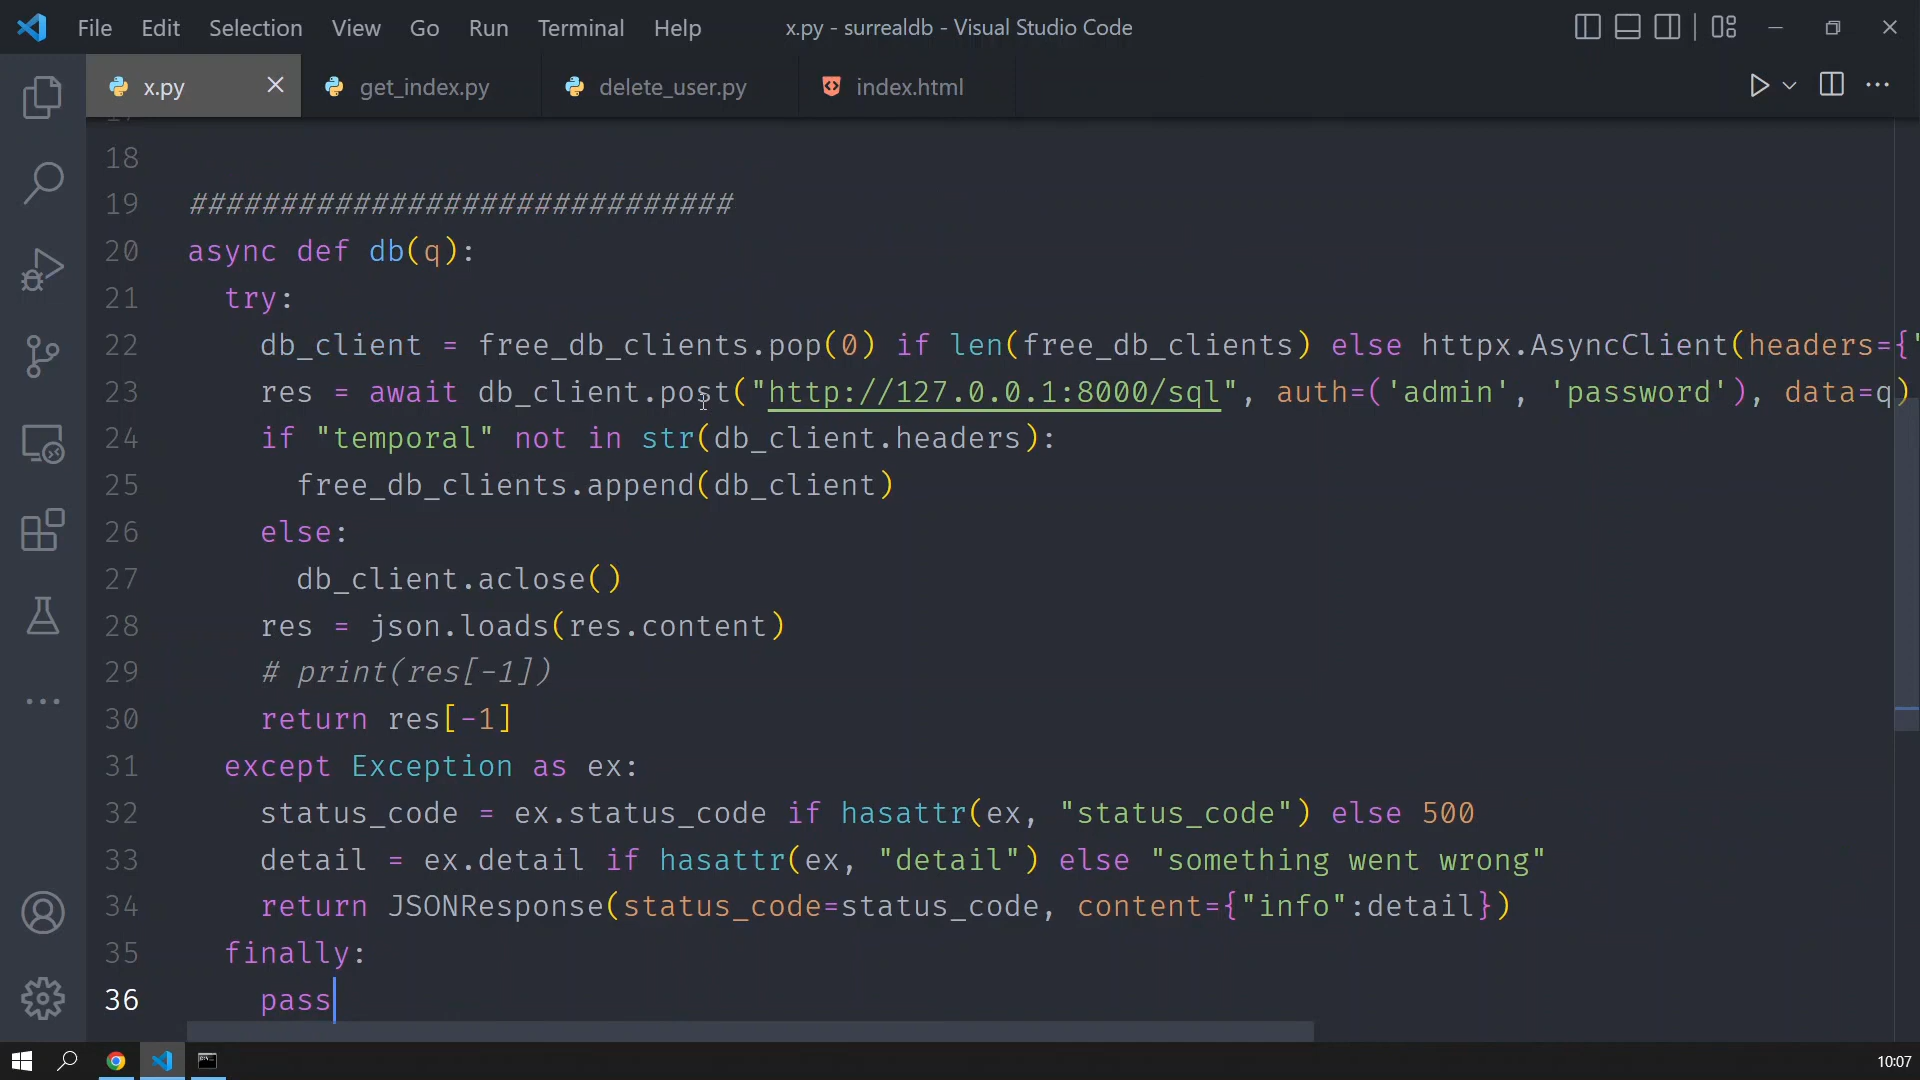 File Edit Selection View Go Run Terminal Help x.py - surrealdb - Visual Studio Code
x.py get_index.py delete_user.py index.html
18
19 ##############################
20 async def db(q):
21 try:
22 db_client = free_db_clients.pop(0) if len(free_db_clients) else httpx.AsyncClient(headers={'
23 res = await db_client.post("http://127.0.0.1:8000/sql", auth=('admin', 'password'), data=q)
24 if "temporal" not in str(db_client.headers):
25 free_db_clients.append(db_client)
26 else:
27 db_client.aclose()
28 res = json.loads(res.content)
29 # print(res[-1])
30 return res[-1]
31 except Exception as ex:
32 status_code = ex.status_code if hasattr(ex, "status_code") else 500
33 detail = ex.detail if hasattr(ex, "detail") else "something went wrong"
34 return JSONResponse(status_code=status_code, content={"info":detail})
35 finally:
36 pass
10:07